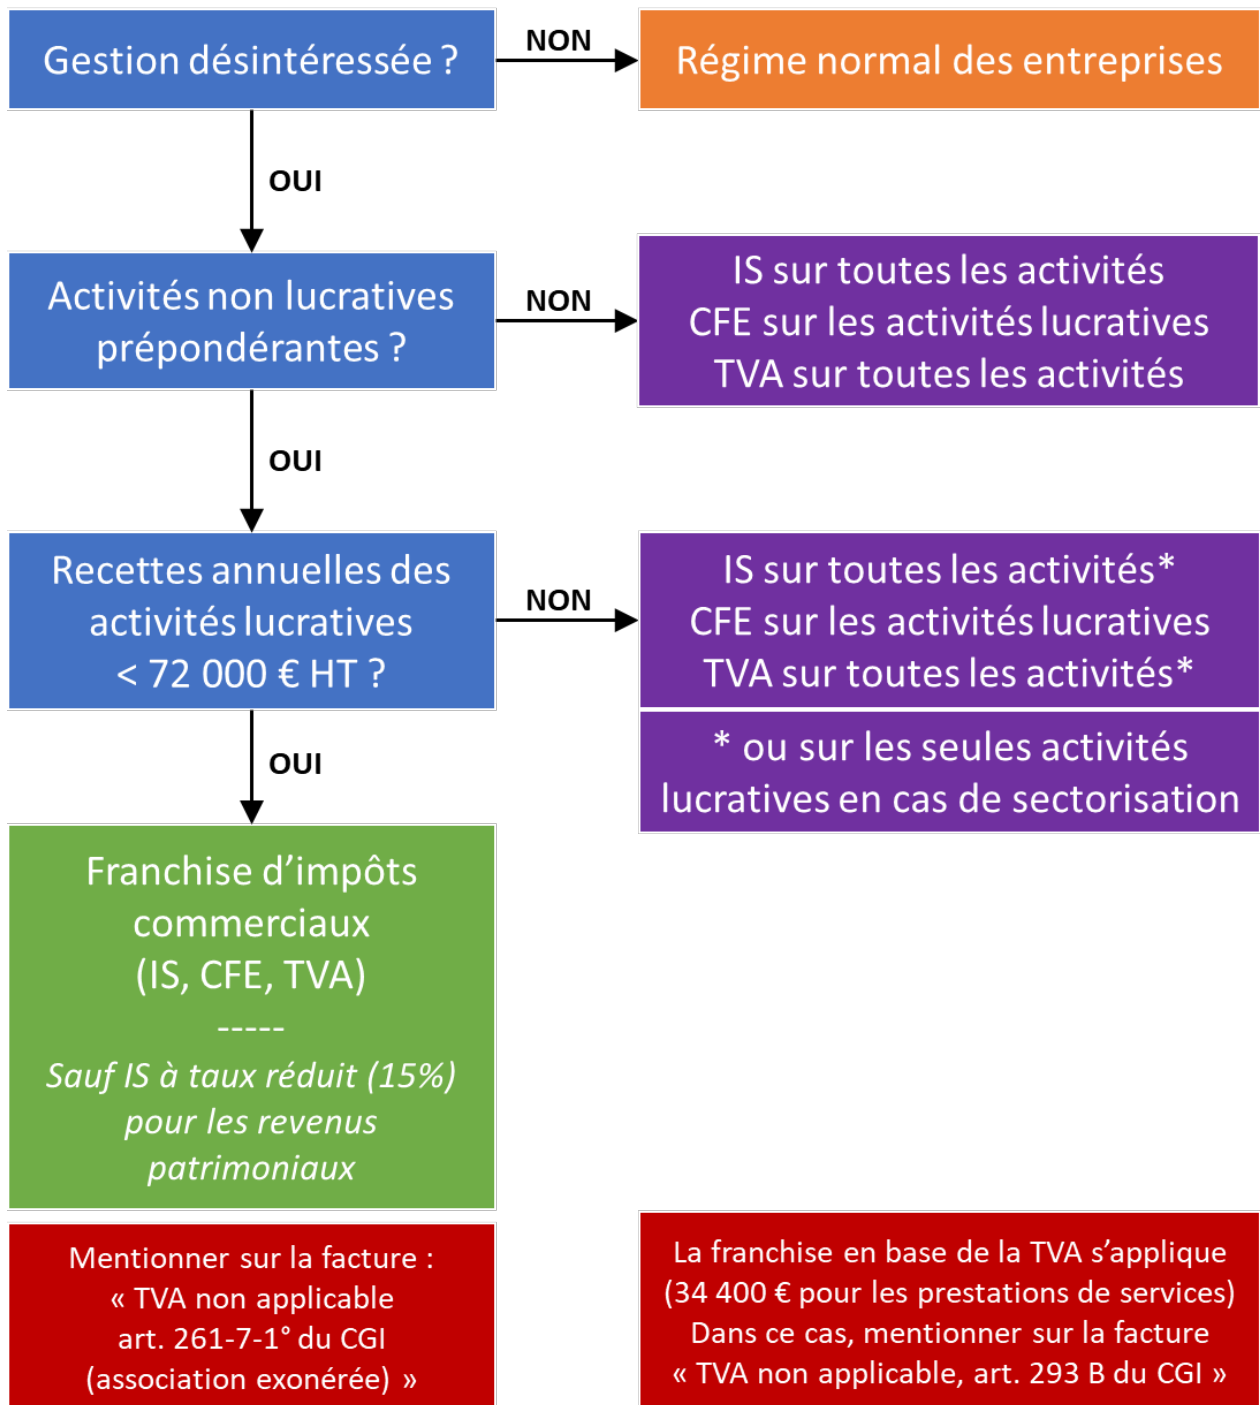 Gestion désintéressée ?
NON
Régime normal des entreprises
OUI
Activités non lucratives
prépondérantes ?
NON
IS sur toutes les activités
CFE sur les activités lucratives
TVA sur toutes les activités
OUI
Recettes annuelles des
activités lucratives
< 72 000 € HT ?
NON
IS sur toutes les activités*
CFE sur les activités lucratives
TVA sur toutes les activités*
* ou sur les seules activités
lucratives en cas de sectorisation
OUI
Franchise d’impôts
commerciaux
(IS, CFE, TVA)
-----
Sauf IS à taux réduit (15%)
pour les revenus
patrimoniaux
Mentionner sur la facture :
« TVA non applicable
art. 261-7-1° du CGI
(association exonérée) »
La franchise en base de la TVA s’applique
(34 400 € pour les prestations de services)
Dans ce cas, mentionner sur la facture
« TVA non applicable, art. 293 B du CGI »